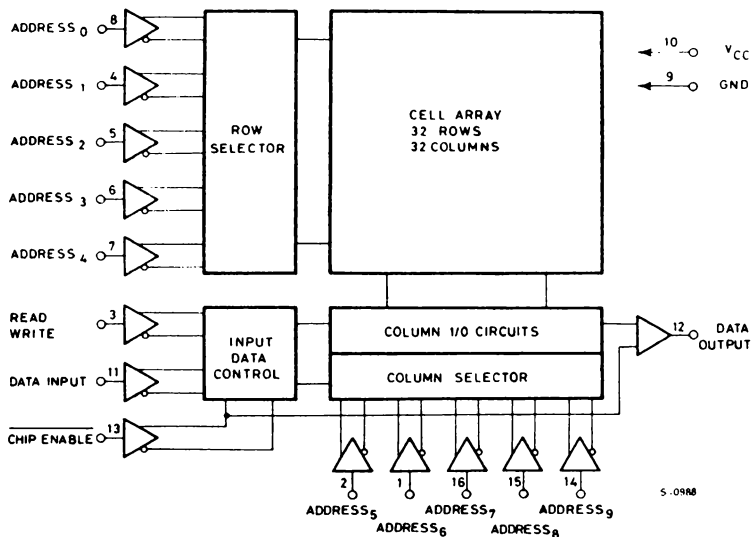 8
ADDRESS 0
4
ADDRESS 1
5
ADDRESS 2
6
ADDRESS 3
7
ADDRESS 4
ROW
SELECTOR
CELL ARRAY
32 ROWS
32 COLUMNS
10
VCC
9
GND
READ
WRITE
3
DATA INPUT
11
CHIP ENABLE
13
INPUT
DATA
CONTROL
COLUMN I/O CIRCUITS
COLUMN SELECTOR
12
DATA
OUTPUT
2
1
16
15
14
ADDRESS5
ADDRESS6
ADDRESS7
ADDRESS8
ADDRESS9
S-0988